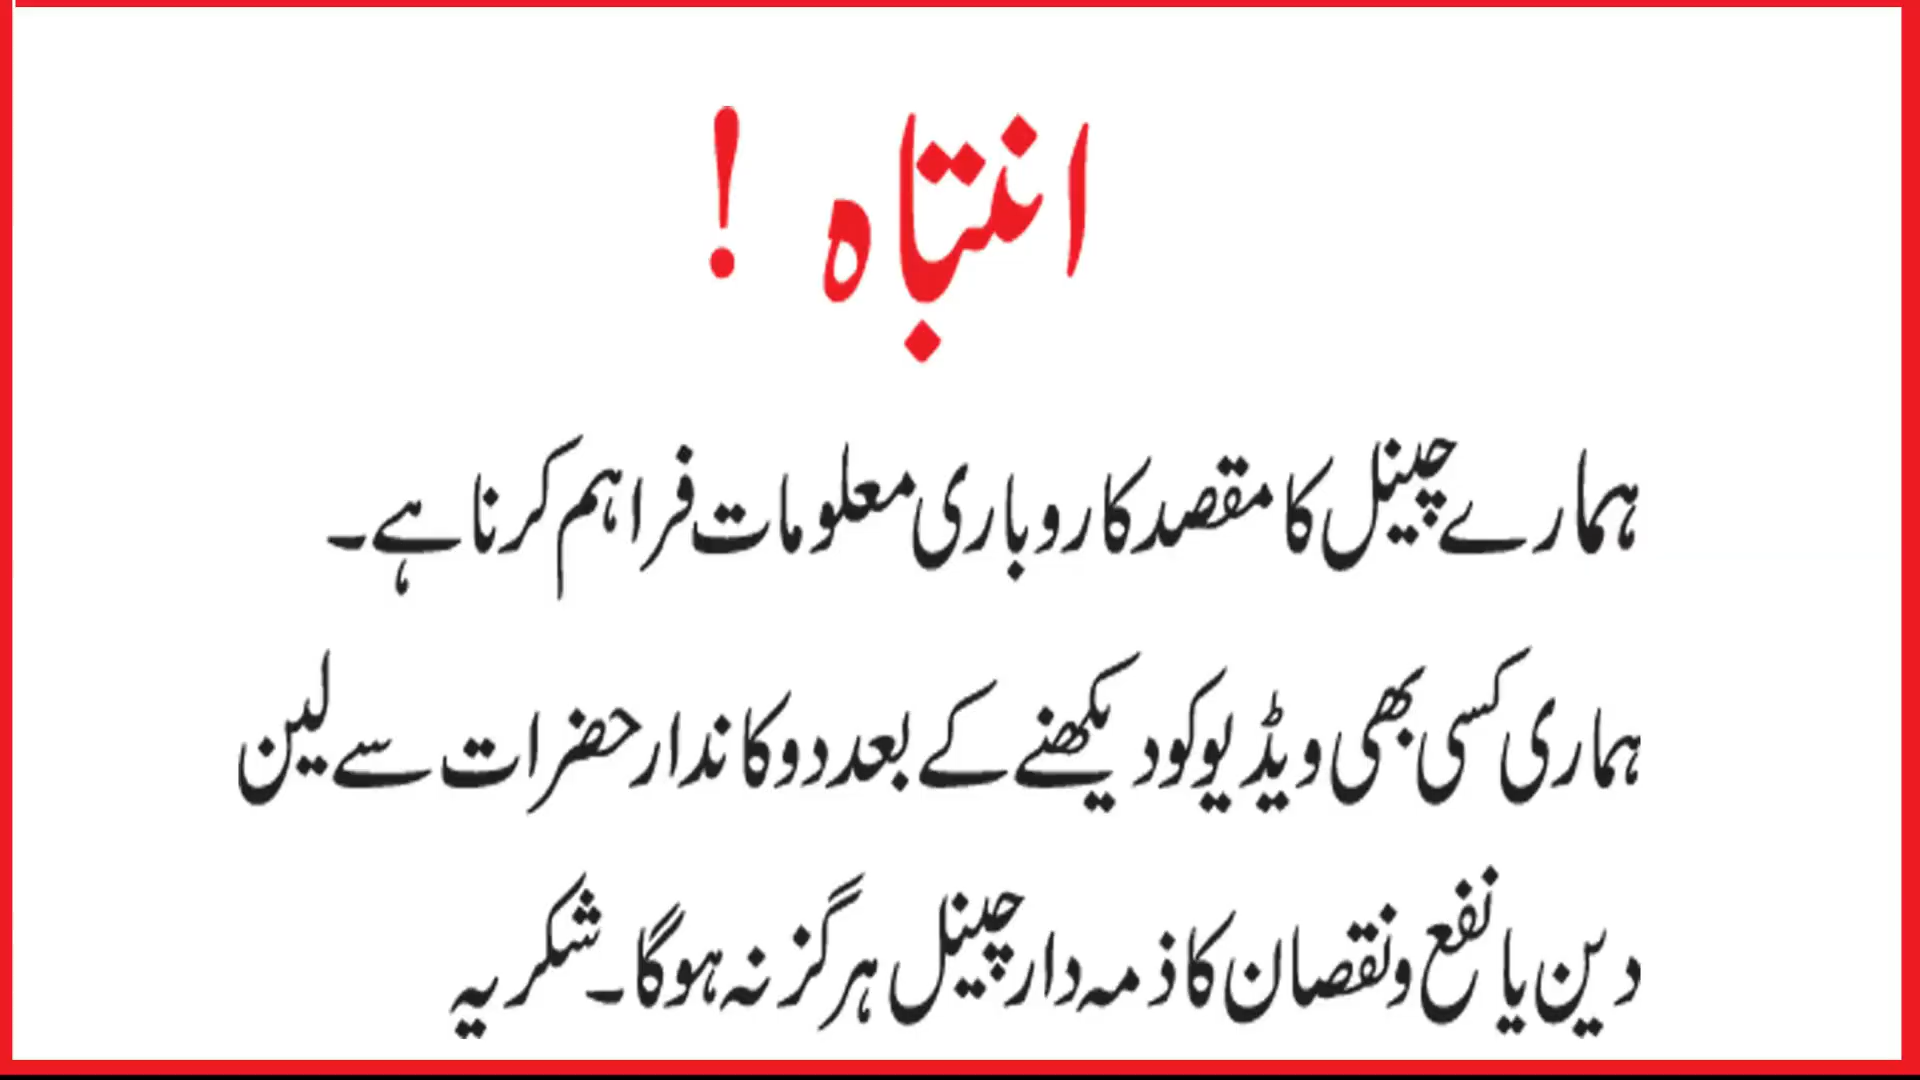 انتباہ !
ہمارے چینل کا مقصد کاروباری معلومات فراہم کرنا ہے۔
ہماری کسی بھی ویڈیو کو دیکھنے کے بعد دوکاندار حضرات سے لین
دین یا نفع ونقصان کا ذمہ دار چینل ہرگز نہ ہوگا۔ شکریہ